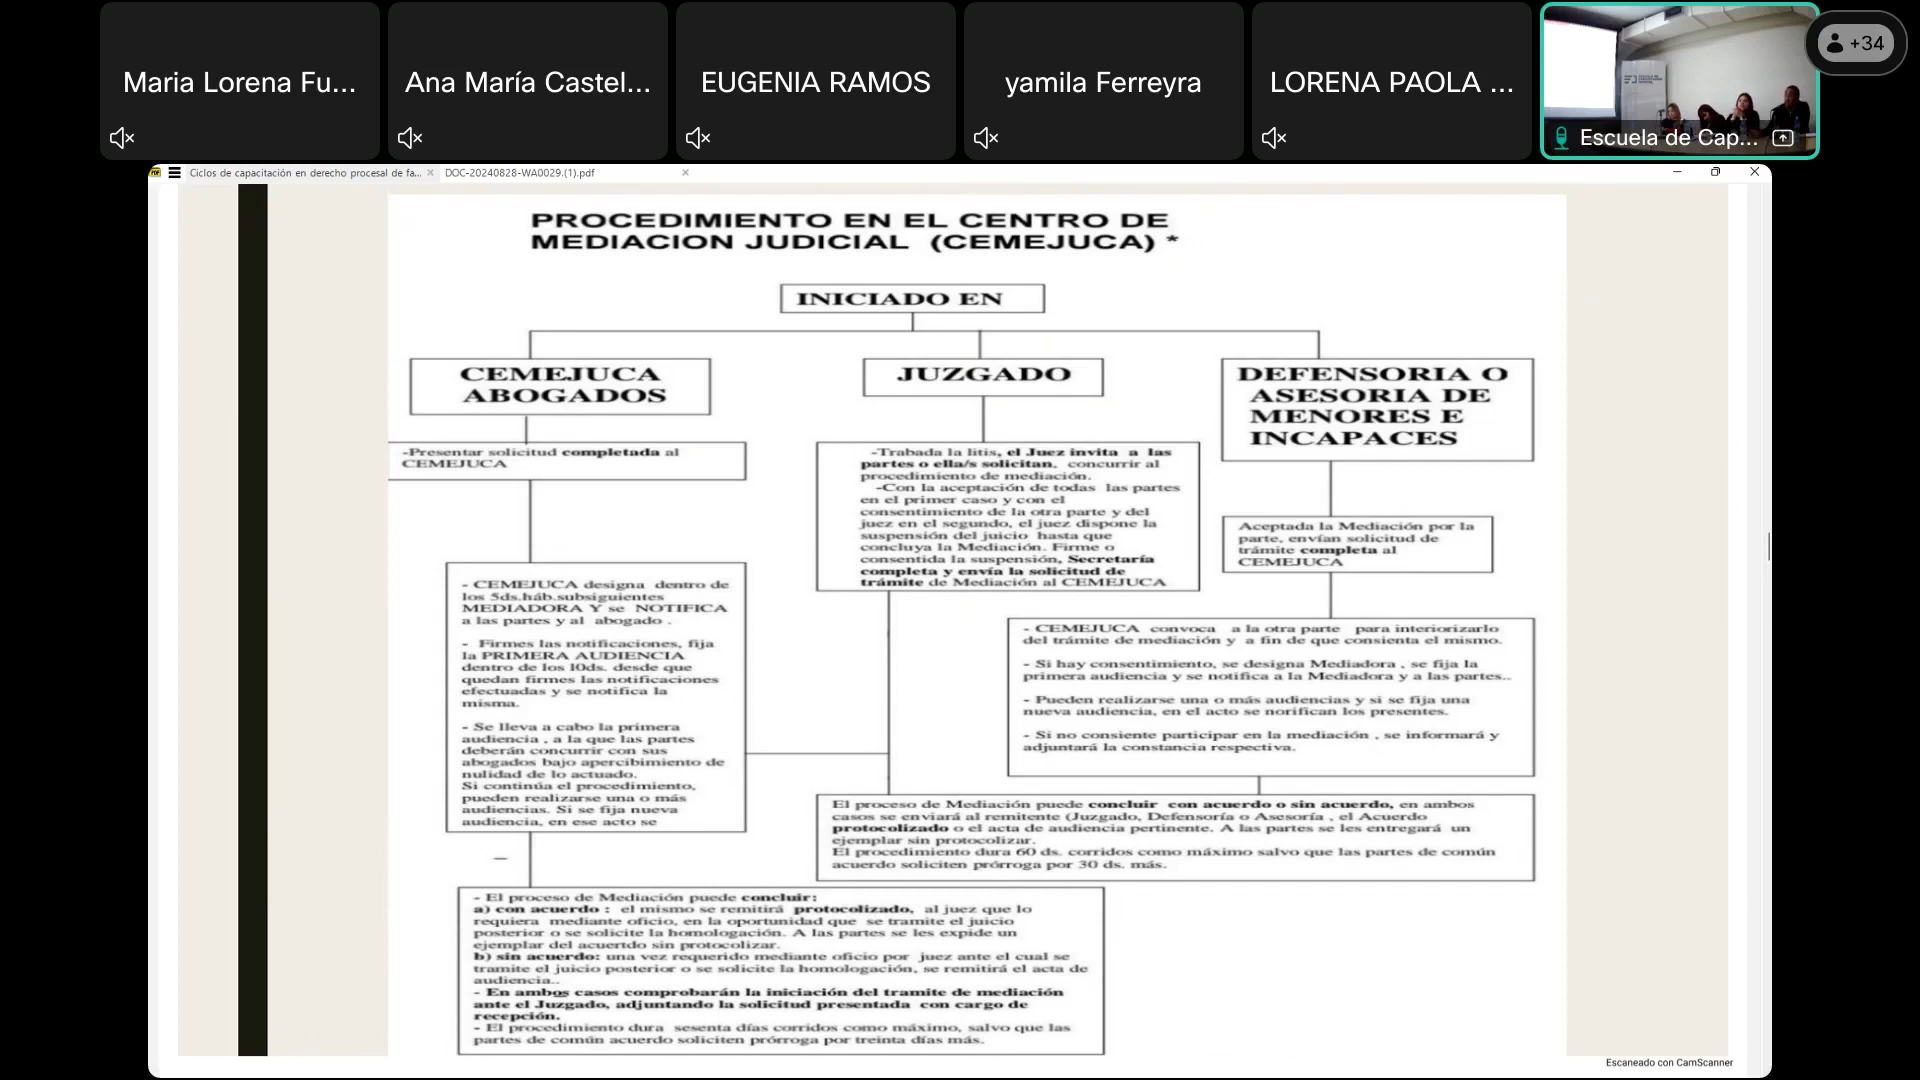 Maria Lorena Fu...
Ana María Castel...
EUGENIA RAMOS
yamila Ferreyra
LORENA PAOLA ...
Escuela de Cap...
+34
Ciclos de capacitación en derecho procesal de fa...
DOC-20240828-WA0029.(1).pdf
PROCEDIMIENTO EN EL CENTRO DE
MEDIACION JUDICIAL (CEMEJUCA) *
INICIADO EN
CEMEJUCA
ABOGADOS
-Presentar solicitud completada al
CEMEJUCA
- CEMEJUCA designa dentro de
los 5ds.háb.subsiguientes
MEDIADORA Y se NOTIFICA
a las partes y al abogado .
- Firmes las notificaciones, fija
la PRIMERA AUDIENCIA
dentro de los 10ds. desde que
quedan firmes las notificaciones
efectuadas y se notifica la
misma.
- Se lleva a cabo la primera
audiencia , a la que las partes
deberán concurrir con sus
abogados bajo apercibimiento de
nulidad de lo actuado.
Si continúa el procedimiento,
pueden realizarse una o más
audiencias. Si se fija nueva
audiencia, en ese acto se
JUZGADO
-Trabada la litis, el Juez invita a las
partes o ella/s solicitan, concurrir al
procedimiento de mediación.
-Con la aceptación de todas las partes
en el primer caso y con el
consentimiento de la otra parte y del
juez en el segundo, el juez dispone la
suspensión del juicio hasta que
concluya la Mediación. Firme o
consentida la suspensión, Secretaría
completa y envía la solicitud de
trámite de Mediación al CEMEJUCA
DEFENSORIA O
ASESORIA DE
MENORES E
INCAPACES
Aceptada la Mediación por la
parte, envían solicitud de
trámite completa al
CEMEJUCA
- CEMEJUCA convoca a la otra parte para interiorizarlo
del trámite de mediación y a fin de que consienta el mismo.
- Si hay consentimiento, se designa Mediadora , se fija la
primera audiencia y se notifica a la Mediadora y a las partes..
- Pueden realizarse una o más audiencias y si se fija una
nueva audiencia, en el acto se norifican los presentes.
- Si no consiente participar en la mediación , se informará y
adjuntará la constancia respectiva.
El proceso de Mediación puede concluir con acuerdo o sin acuerdo, en ambos
casos se enviará al remitente (Juzgado, Defensoría o Asesoría , el Acuerdo
protocolizado o el acta de audiencia pertinente. A las partes se les entregará un
ejemplar sin protocolizar.
El procedimiento dura 60 ds. corridos como máximo salvo que las partes de común
acuerdo soliciten prórroga por 30 ds. más.
- El proceso de Mediación puede concluir:
a) con acuerdo : el mismo se remitirá protocolizado, al juez que lo
requiera mediante oficio, en la oportunidad que se tramite el juicio
posterior o se solicite la homologación. A las partes se les expide un
ejemplar del acuertdo sin protocolizar.
b) sin acuerdo: una vez requerido mediante oficio por juez ante el cual se
tramite el juicio posterior o se solicite la homologación, se remitirá el acta de
audiencia..
- En ambos casos comprobarán la iniciación del tramite de mediación
ante el Juzgado, adjuntando la solicitud presentada con cargo de
recepción.
- El procedimiento dura sesenta días corridos como máximo, salvo que las
partes de común acuerdo soliciten prórroga por treinta días más.
Escaneado con CamScanner